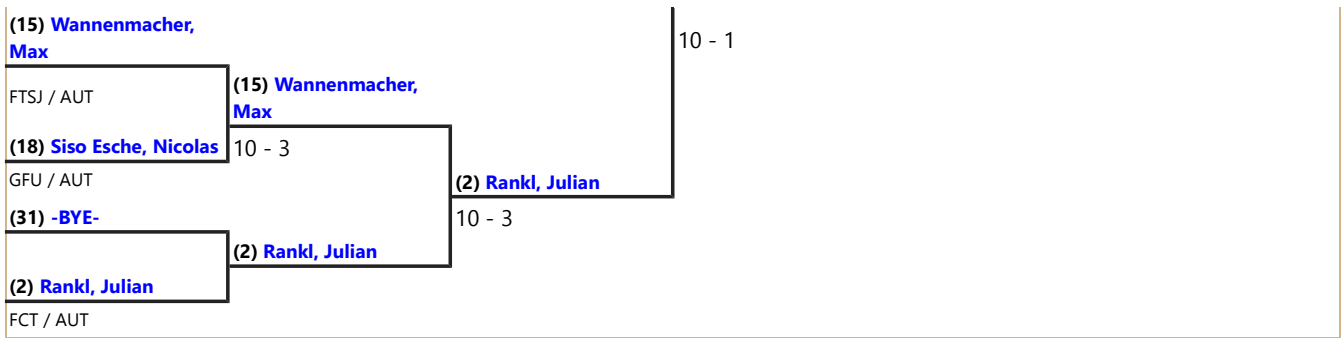 (15) Wannenmacher,
Max
FTSJ / AUT
(18) Siso Esche, Nicolas
GFU / AUT
(31) -BYE-
(2) Rankl, Julian
FCT / AUT
(15) Wannenmacher,
Max
10 - 3
(2) Rankl, Julian
(2) Rankl, Julian
10 - 3
10 - 1